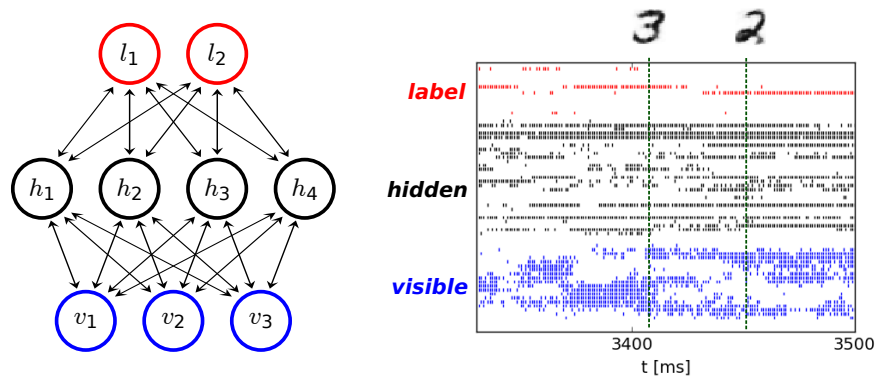 l1 l2
h1 h2 h3 h4
v1 v2 v3
3 2
label
hidden
visible
3400 3500
t [ms]